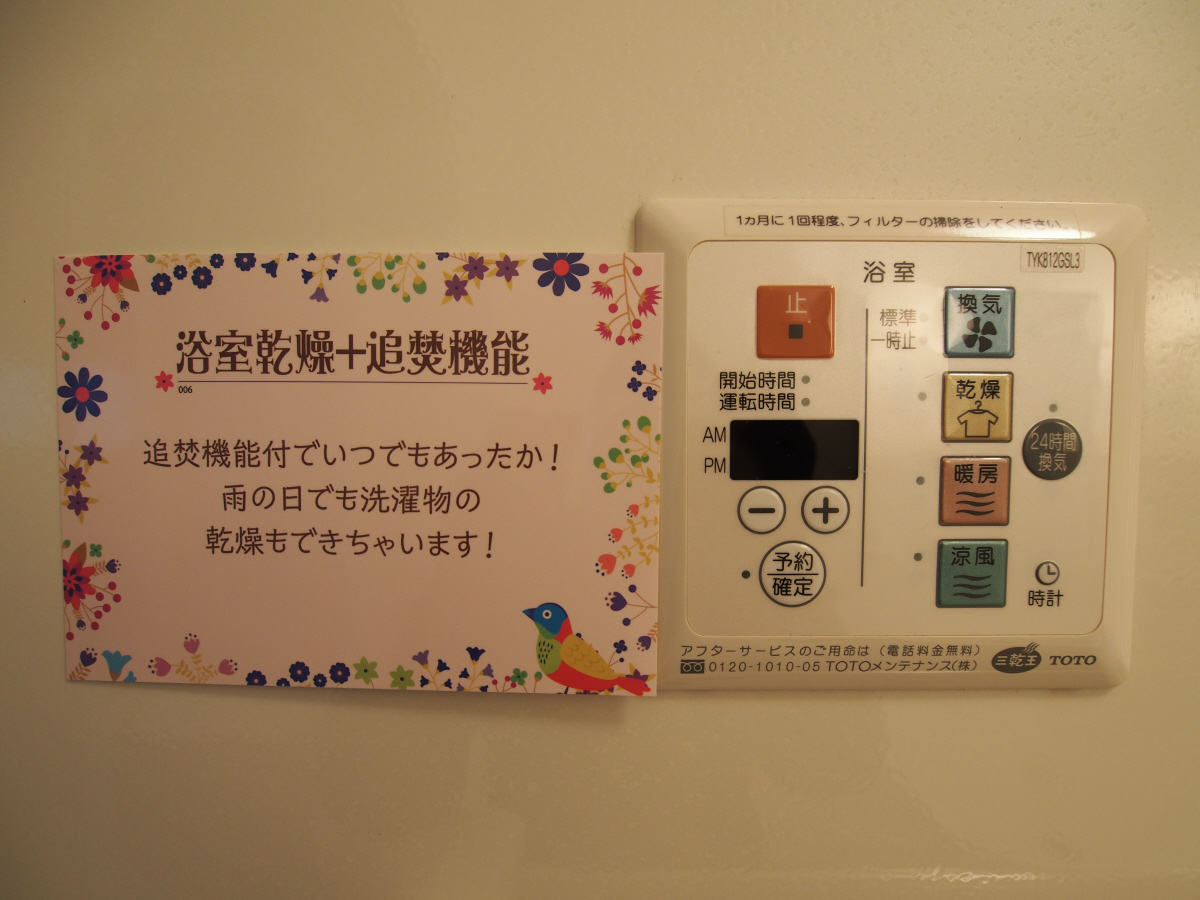 浴室乾燥+追焚機能
006
追焚機能付でいつでもあったか!
雨の日でも洗濯物の
乾燥もできちゃいます!
1ヵ月に1回程度、フィルターの掃除をしてください。
TYK812GSL3
浴室
止
換気
標準
一時止
開始時間
運転時間
乾燥
AM
PM
24時間
換気
暖房
予約
確定
涼風
時計
アフターサービスのご用命は(電話料金無料)
0120-1010-05 TOTOメンテナンス(株)
三乾王
TOTO